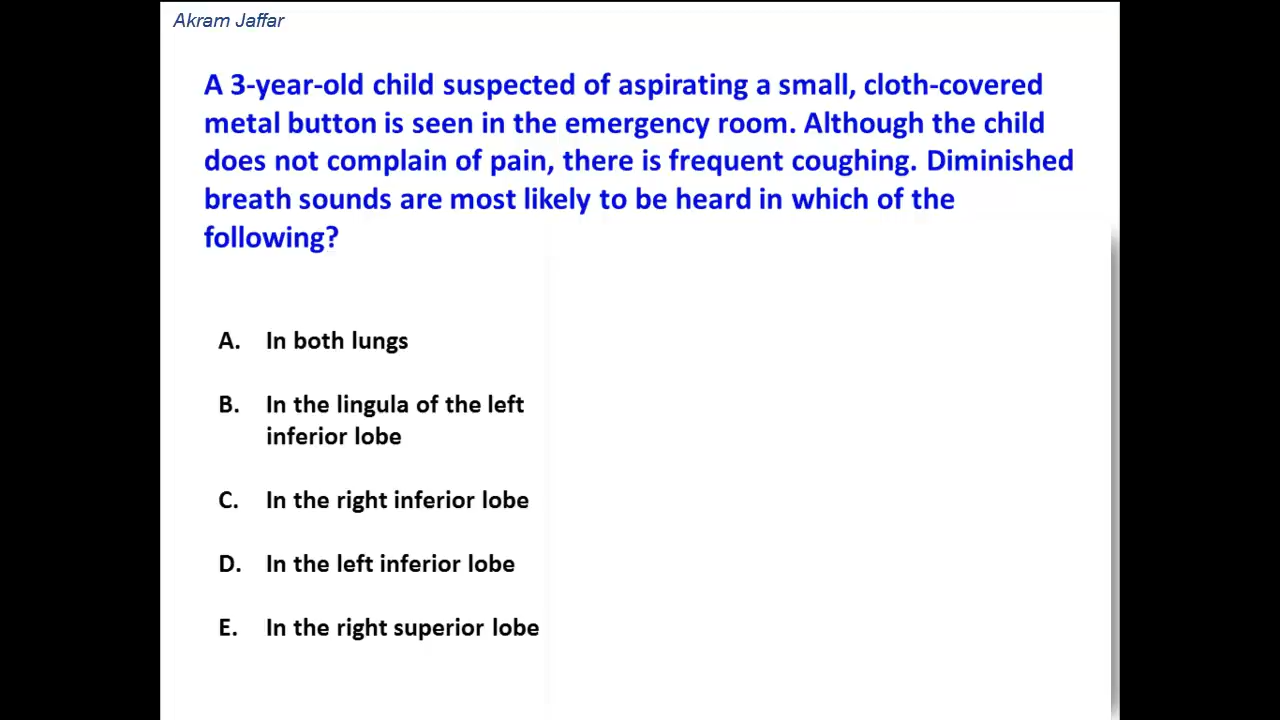 Akram Jaffar
A 3-year-old child suspected of aspirating a small, cloth-covered
metal button is seen in the emergency room. Although the child
does not complain of pain, there is frequent coughing. Diminished
breath sounds are most likely to be heard in which of the
following?
A. In both lungs
B. In the lingula of the left
inferior lobe
C. In the right inferior lobe
D. In the left inferior lobe
E. In the right superior lobe